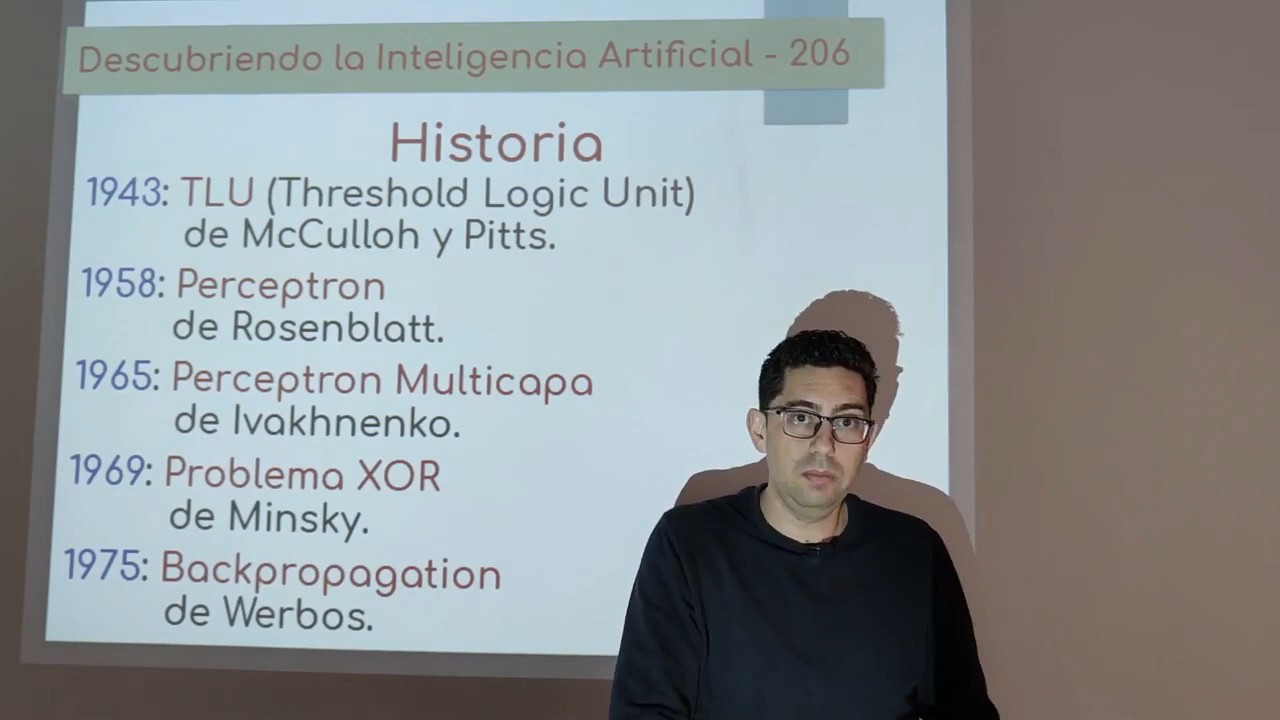 Descubriendo la Inteligencia Artificial - 206
Historia
1943: TLU (Threshold Logic Unit)
de McCulloh y Pitts.
1958: Perceptron
de Rosenblatt.
1965: Perceptron Multicapa
de Ivakhnenko.
1969: Problema XOR
de Minsky.
1975: Backpropagation
de Werbos.